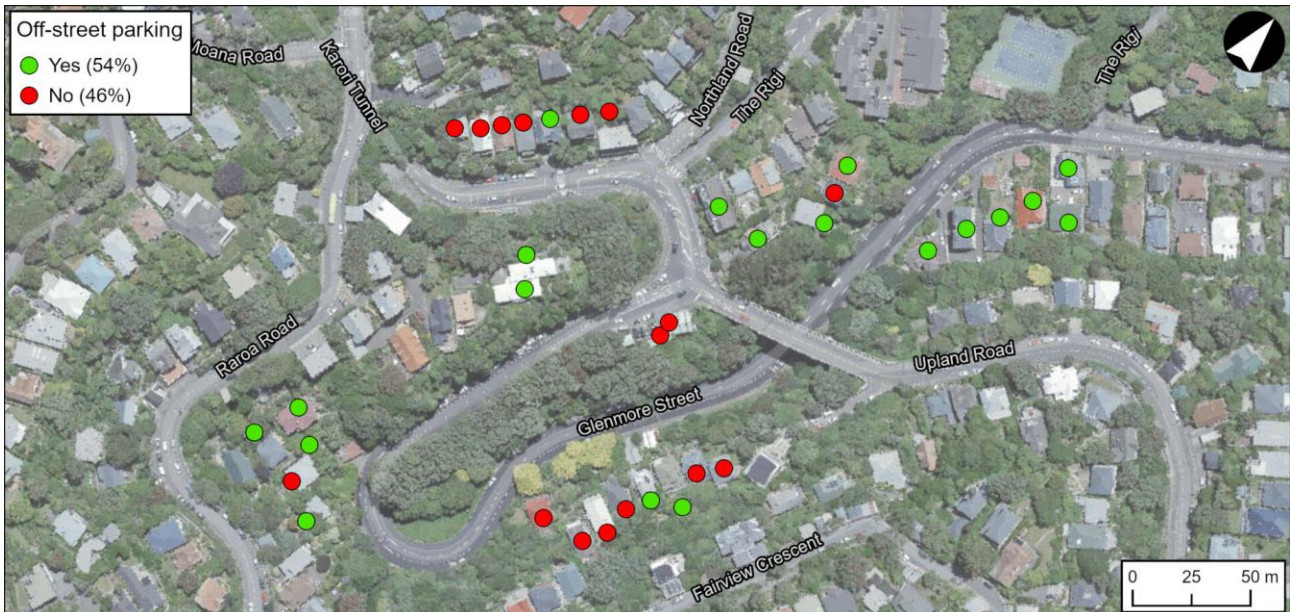 Off-street parking
Yes (54%)
No (46%)
Moana Road
Karori Tunnel
Northland Road
The Rigi
The Rigi
Raroa Road
Upland Road
Glenmore Street
Fairview Crescent
0 25 50 m